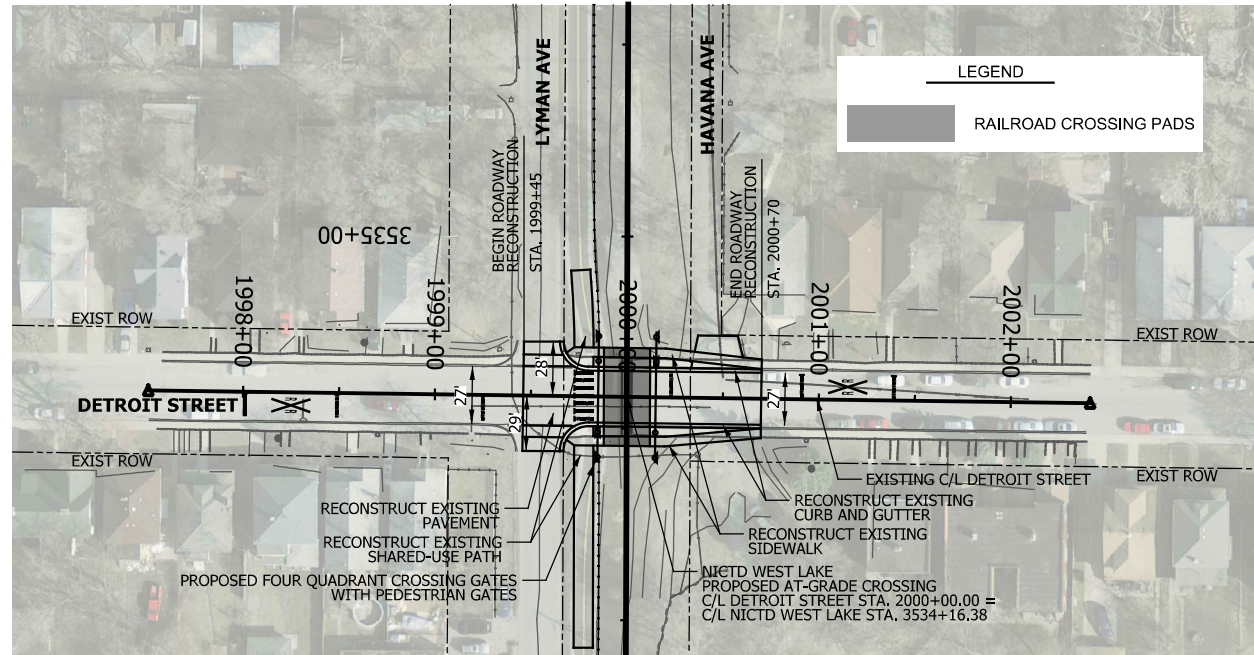 LEGEND
RAILROAD CROSSING PADS
LYMAN AVE
HAVANA AVE
BEGIN ROADWAY
RECONSTRUCTION
STA. 1999+45
END ROADWAY
RECONSTRUCTION
STA. 2000+70
3535+00
EXIST ROW
EXIST ROW
1998+00
1999+00
2000+00
2001+00
2002+00
28'
27'
29'
27'
DETROIT STREET
R R
R R
EXIST ROW
EXIST ROW
EXISTING C/L DETROIT STREET
RECONSTRUCT EXISTING
CURB AND GUTTER
RECONSTRUCT EXISTING
SIDEWALK
RECONSTRUCT EXISTING
PAVEMENT
RECONSTRUCT EXISTING
SHARED-USE PATH
PROPOSED FOUR QUADRANT CROSSING GATES
WITH PEDESTRIAN GATES
NICTD WEST LAKE
PROPOSED AT-GRADE CROSSING
C/L DETROIT STREET STA. 2000+00.00 =
C/L NICTD WEST LAKE STA. 3534+16.38